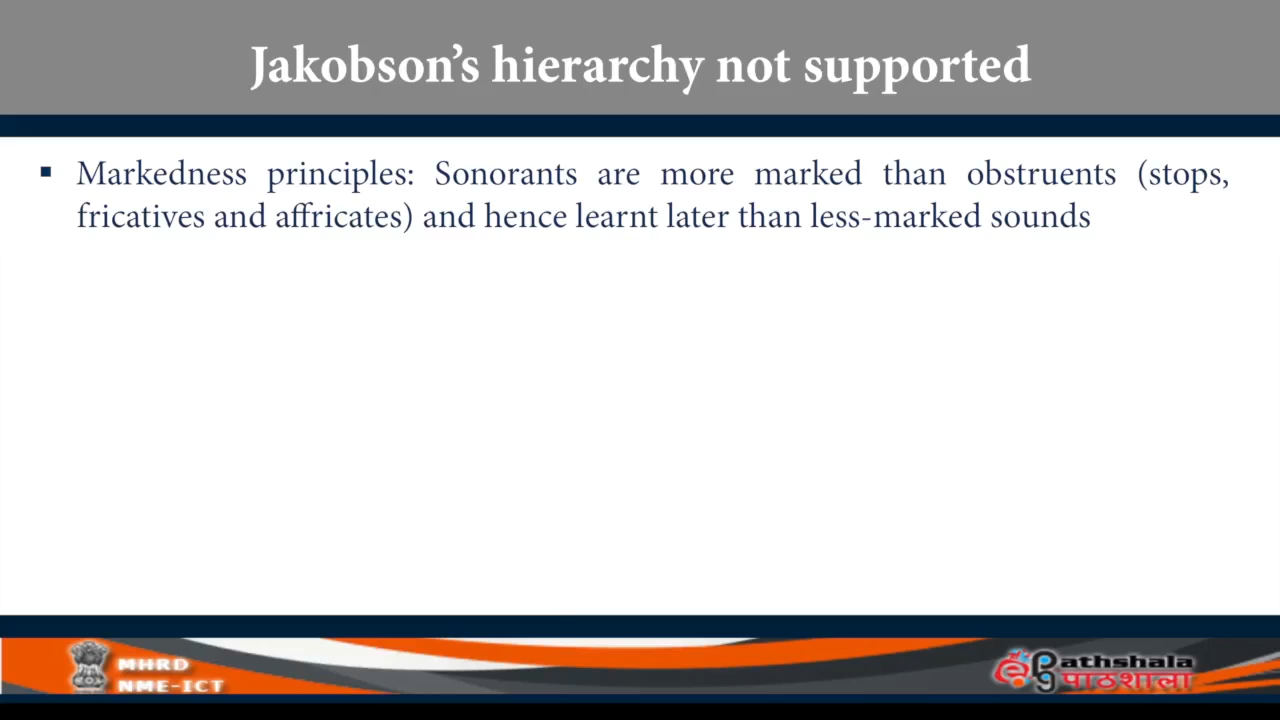 Jakobson’s hierarchy not supported
▪ Markedness principles: Sonorants are more marked than obstruents (stops,
fricatives and affricates) and hence learnt later than less-marked sounds
MHRD
NME-ICT
ePathshala
पाठशाला